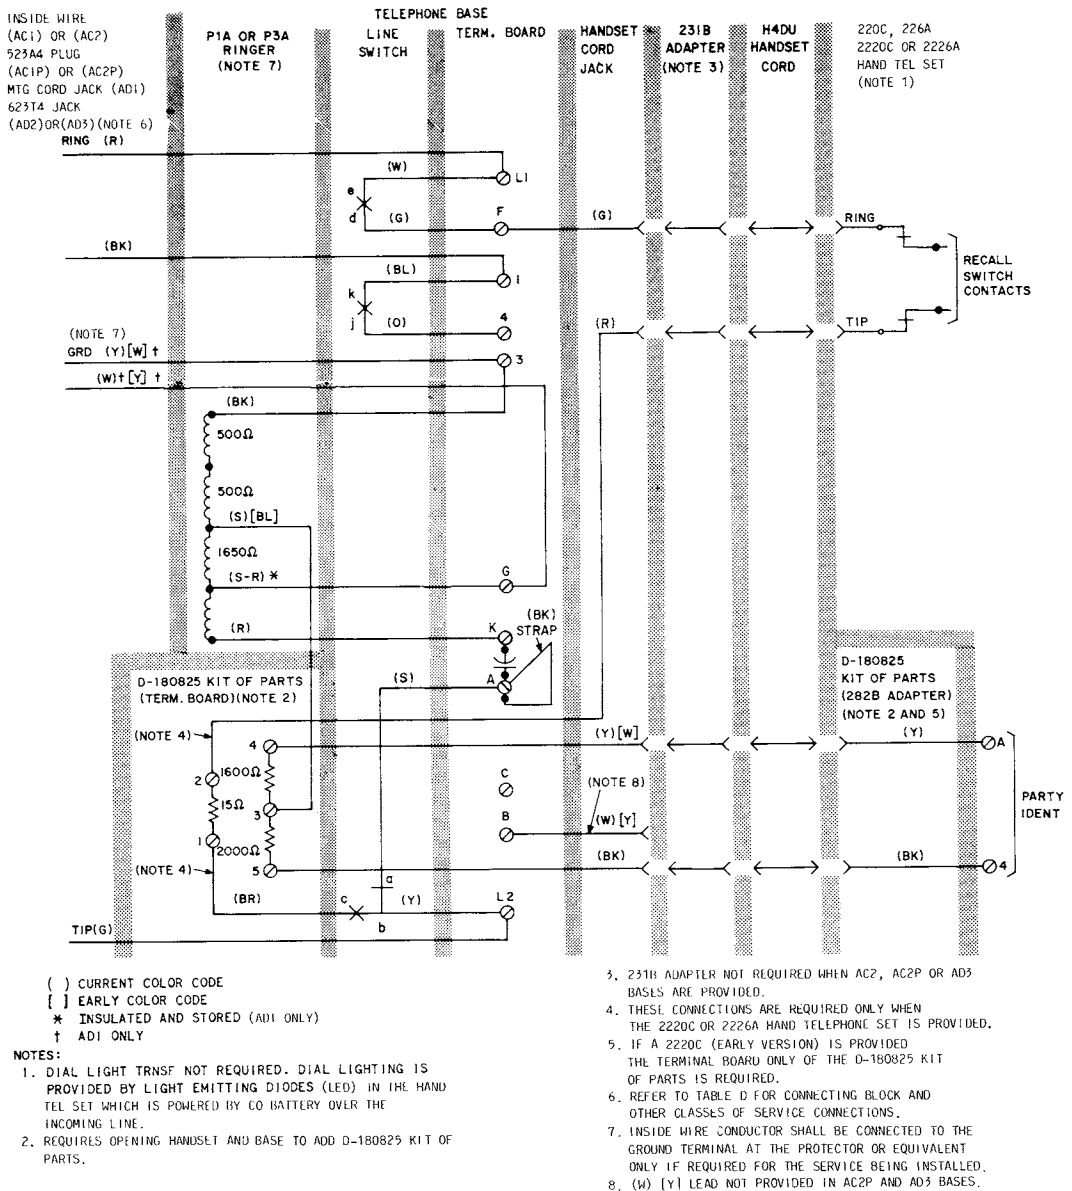 INSIDE WIRE
(AC1) OR (AC2)
523A4 PLUG
(AC1P) OR (AC2P)
MTG CORD JACK (AD1)
623T4 JACK
(AD2)OR(AD3)(NOTE 6)
P1A OR P3A
RINGER
(NOTE 7)
TELEPHONE BASE
LINE
SWITCH
TERM. BOARD
HANDSET
CORD
JACK
231B
ADAPTER
(NOTE 3)
H4DU
HANDSET
CORD
220C, 226A
2220C OR 2226A
HAND TEL SET
(NOTE 1)
RING (R)
(W)
L1
e
d
(G)
F
(G)
RING
(BK)
(BL)
1
k
j
(O)
4
(R)
TIP
RECALL
SWITCH
CONTACTS
(NOTE 7)
GRD (Y)[W] †
3
(W)† [Y] †
(BK)
500Ω
500Ω
(S)[BL]
1650Ω
(S-R) *
G
(R)
K
(BK)
STRAP
D-180825 KIT OF PARTS
(TERM. BOARD)(NOTE 2)
(S)
A
D-180825
KIT OF PARTS
(282B ADAPTER)
(NOTE 2 AND 5)
(NOTE 4)
4
(Y)[W]
(Y)
A
2
1600Ω
C
(NOTE 8)
15Ω
3
PARTY
IDENT
1
B
(W)[Y]
2000Ω
(NOTE 4)
5
(BK)
(BK)
4
a
(BR)
c
(Y)
L2
b
TIP(G)
( ) CURRENT COLOR CODE
[ ] EARLY COLOR CODE
* INSULATED AND STORED (AD1 ONLY)
† AD1 ONLY
NOTES:
1. DIAL LIGHT TRNSF NOT REQUIRED. DIAL LIGHTING IS
PROVIDED BY LIGHT EMITTING DIODES (LED) IN THE HAND
TEL SET WHICH IS POWERED BY CO BATTERY OVER THE
INCOMING LINE.
2. REQUIRES OPENING HANDSET AND BASE TO ADD D-180825 KIT OF
PARTS.
3. 231B ADAPTER NOT REQUIRED WHEN AC2, AC2P OR AD3
BASES ARE PROVIDED.
4. THESE CONNECTIONS ARE REQUIRED ONLY WHEN
THE 2220C OR 2226A HAND TELEPHONE SET IS PROVIDED.
5. IF A 2220C (EARLY VERSION) IS PROVIDED
THE TERMINAL BOARD ONLY OF THE D-180825 KIT
OF PARTS IS REQUIRED.
6. REFER TO TABLE D FOR CONNECTING BLOCK AND
OTHER CLASSES OF SERVICE CONNECTIONS.
7. INSIDE WIRE CONDUCTOR SHALL BE CONNECTED TO THE
GROUND TERMINAL AT THE PROTECTOR OR EQUIVALENT
ONLY IF REQUIRED FOR THE SERVICE BEING INSTALLED.
8. (W) [Y] LEAD NOT PROVIDED IN AC2P AND AD3 BASES.